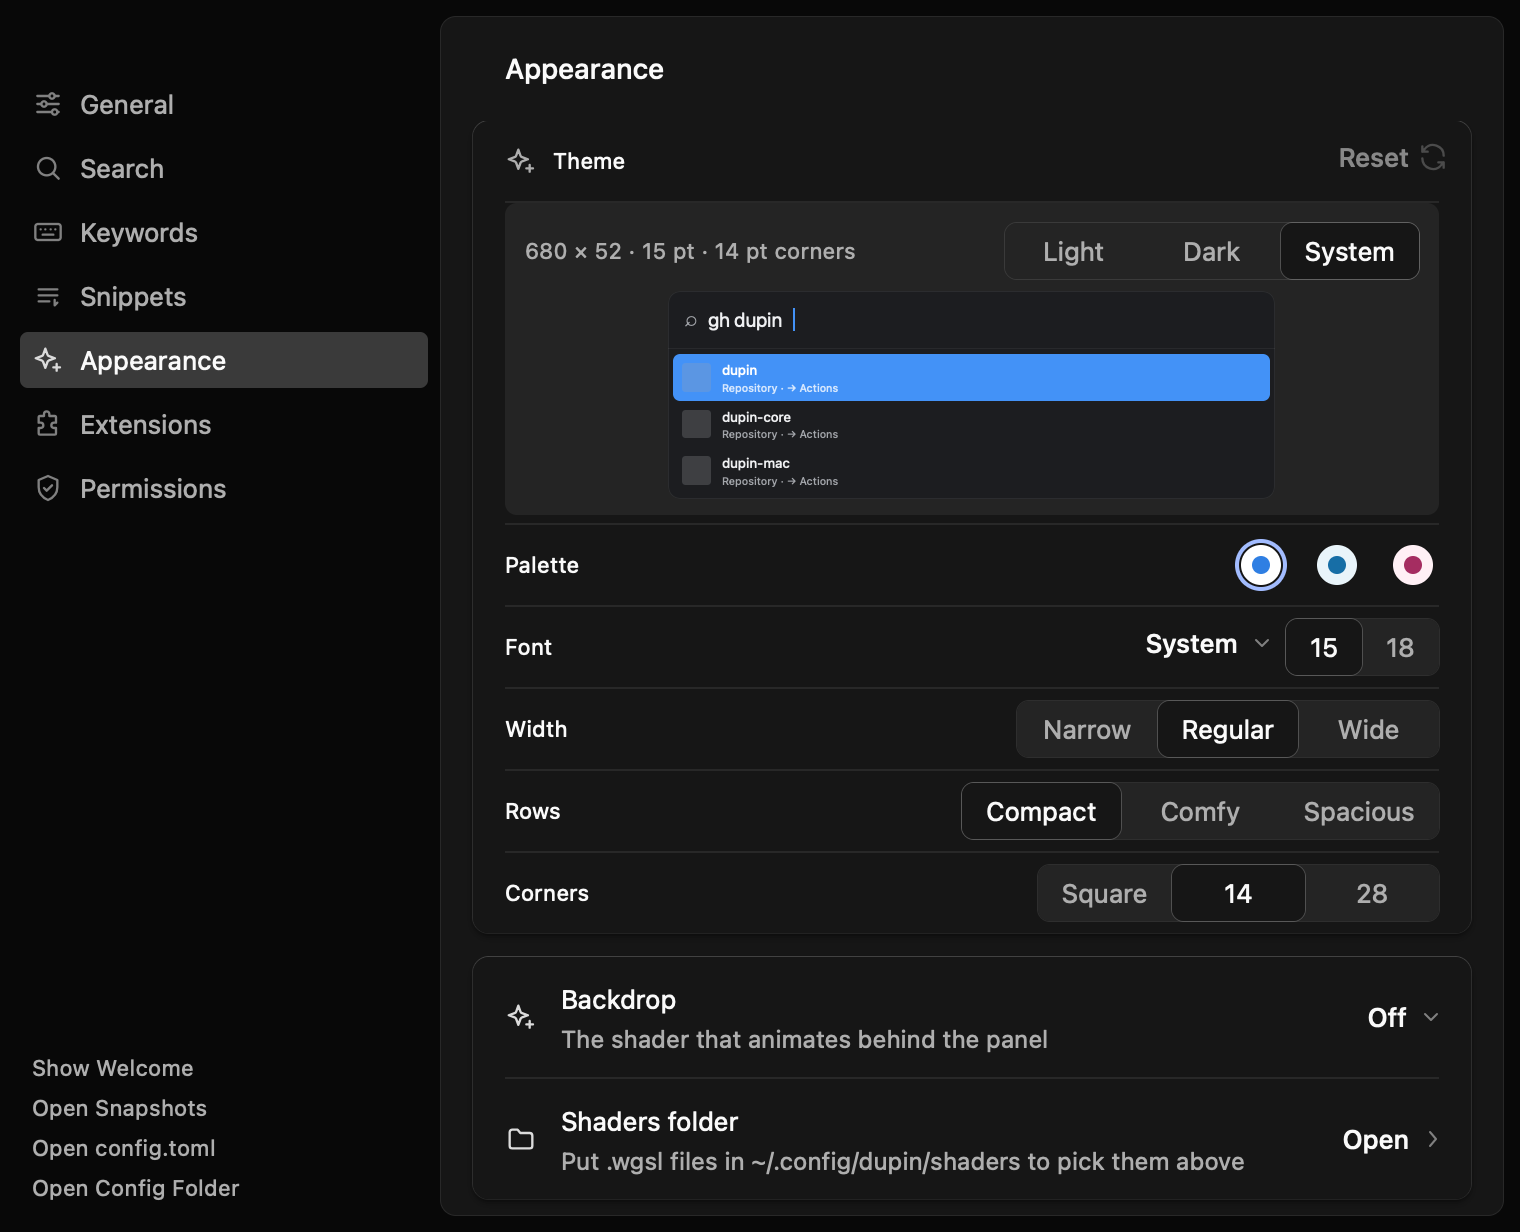 General
Search
Keywords
Snippets
Appearance
Extensions
Permissions
Show Welcome
Open Snapshots
Open config.toml
Open Config Folder
Appearance
Theme
Reset
680 × 52 · 15 pt · 14 pt corners
Light Dark System
gh dupin
dupin
Repository · → Actions
dupin-core
Repository · → Actions
dupin-mac
Repository · → Actions
Palette
Font
System 15 18
Width
Narrow Regular Wide
Rows
Compact Comfy Spacious
Corners
Square 14 28
Backdrop
The shader that animates behind the panel
Off
Shaders folder
Put .wgsl files in ~/.config/dupin/shaders to pick them above
Open